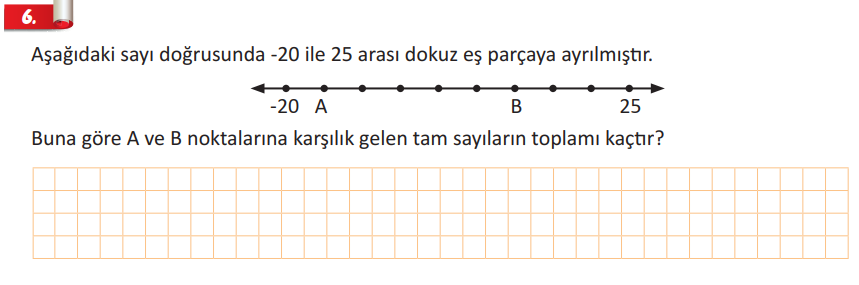 6.
Aşağıdaki sayı doğrusunda -20 ile 25 arası dokuz eş parçaya ayrılmıştır.
-20 A B 25
Buna göre A ve B noktalarına karşılık gelen tam sayıların toplamı kaçtır?